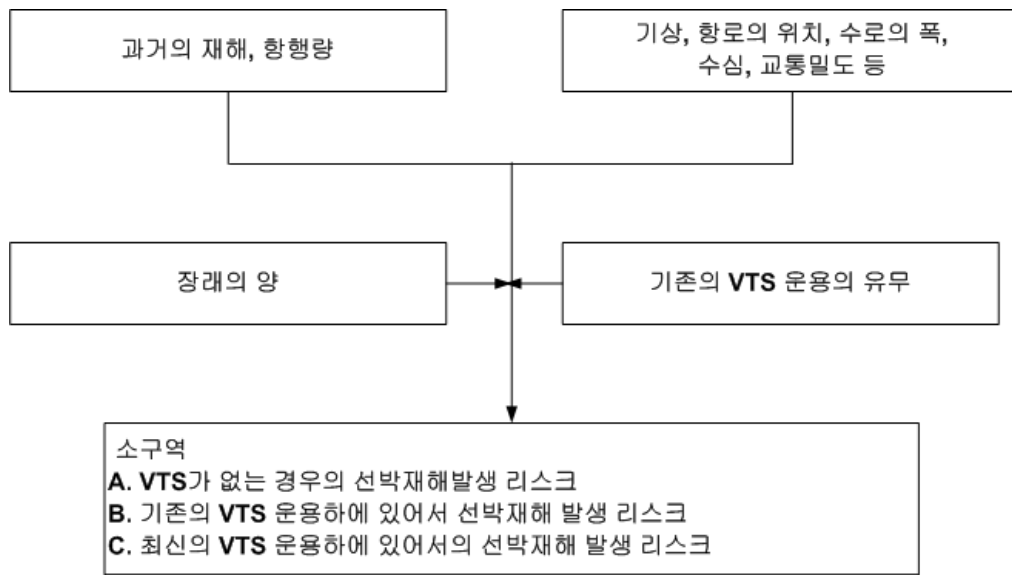 과거의 재해, 항행량
기상, 항로의 위치, 수로의 폭,
수심, 교통밀도 등
장래의 양
기존의 VTS 운용의 유무
소구역
A. VTS가 없는 경우의 선박재해발생 리스크
B. 기존의 VTS 운용하에 있어서 선박재해 발생 리스크
C. 최신의 VTS 운용하에 있어서의 선박재해 발생 리스크